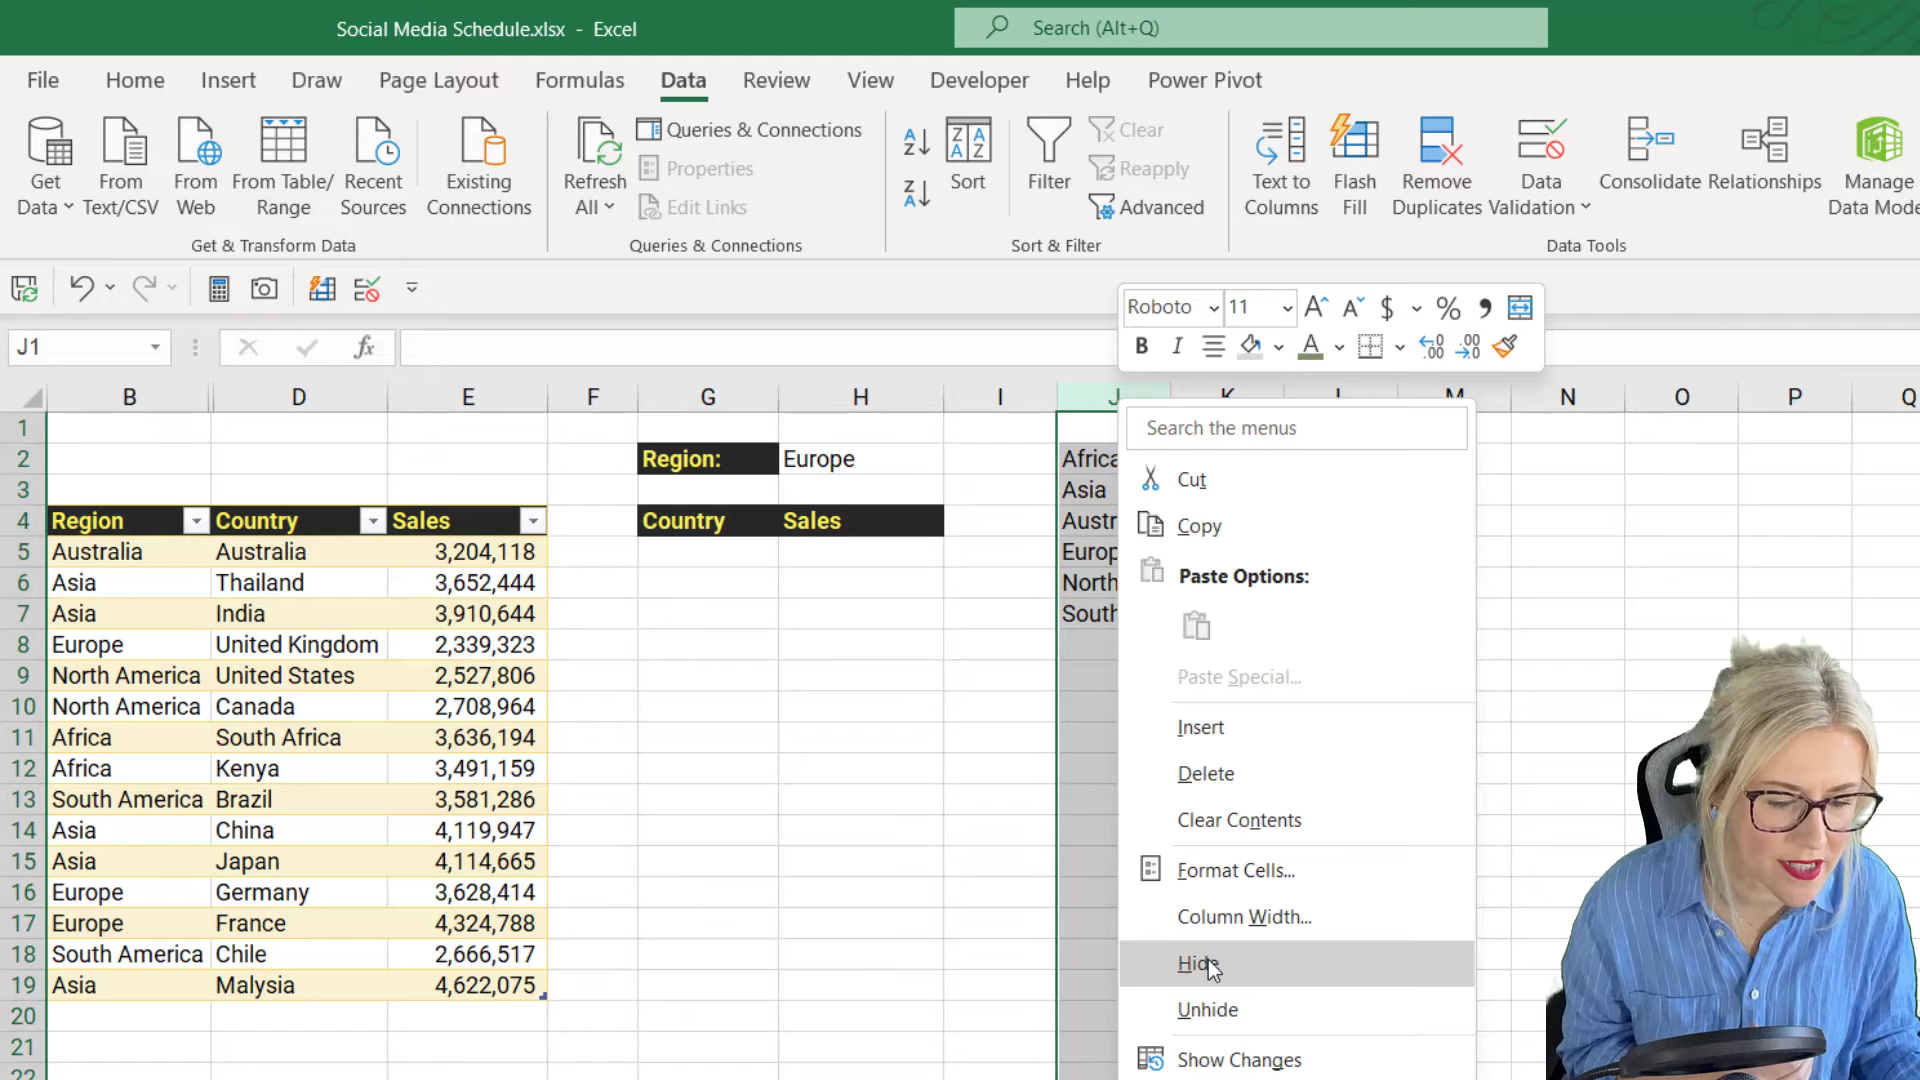 Social Media Schedule.xlsx - Excel
Search (Alt+Q)
File Home Insert Draw Page Layout Formulas Data Review View Developer Help Power Pivot
Get Data
From Text/CSV
From Web
From Table/ Range
Recent Sources
Existing Connections
Get & Transform Data
Refresh All
Queries & Connections
Properties
Edit Links
Queries & Connections
Sort
Filter
Clear
Reapply
Advanced
Sort & Filter
Text to Columns
Flash Fill
Remove Duplicates
Data Validation
Consolidate
Relationships
Manage
Data Mode
Data Tools
Roboto 11
$ % ,
B I A
J1 fx
B D E F G H I J N O P Q
1
2 Region: Europe Africa
3 Asia
4 Region Country Sales Country Sales Austr
5 Australia Australia 3,204,118 Europ
6 Asia Thailand 3,652,444 North
7 Asia India 3,910,644 South
8 Europe United Kingdom 2,339,323
9 North America United States 2,527,806
10 North America Canada 2,708,964
11 Africa South Africa 3,636,194
12 Africa Kenya 3,491,159
13 South America Brazil 3,581,286
14 Asia China 4,119,947
15 Asia Japan 4,114,665
16 Europe Germany 3,628,414
17 Europe France 4,324,788
18 South America Chile 2,666,517
19 Asia Malysia 4,622,075
20
21
22
Search the menus
Cut
Copy
Paste Options:
Paste Special...
Insert
Delete
Clear Contents
Format Cells...
Column Width...
Hide
Unhide
Show Changes